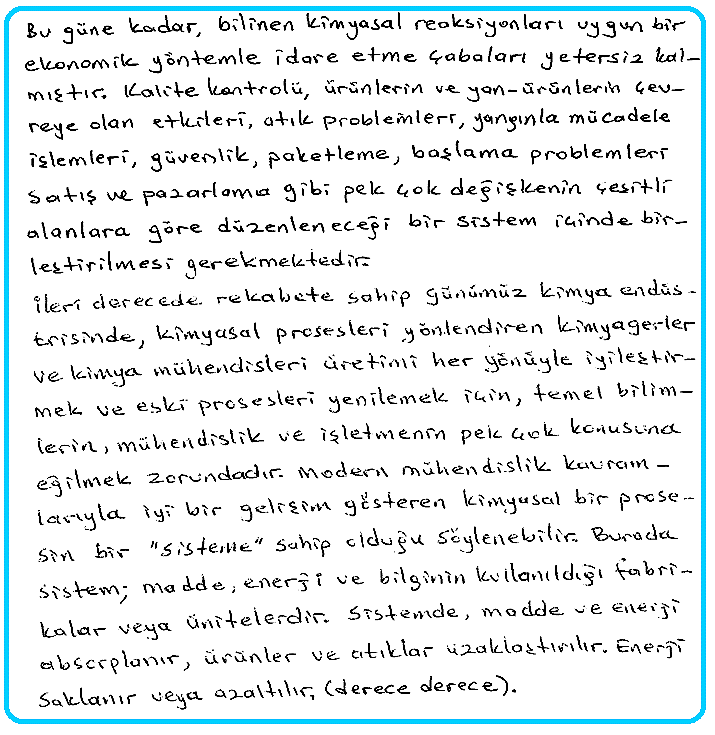 Bu güne kadar, bilinen kimyasal reaksiyonları uygun bir
ekonomik yöntemle idare etme çabaları yetersiz kal-
mıştır. Kalite kontrolü, ürünlerin ve yan-ürünlerin çev-
reye olan etkileri, atık problemleri, yangınla mücadele
işlemleri, güvenlik, paketleme, başlama problemleri
satış ve pazarlama gibi pek çok değişkenin çeşitli
alanlara göre düzenleneceği bir sistem içinde bir-
leştirilmesi gerekmektedir.
ileri derecede rekabete sahip günümüz kimya endüs-
trisinde, kimyasal prosesleri yönlendiren kimyagerler
ve kimya mühendisleri üretimi her yönüyle iyileştir-
mek ve eski prosesleri yenilemek için, temel bilim-
lerin, mühendislik ve işletmenin pek çok konusuna
eğilmek zorundadır. Modern mühendislik kavram-
larıyla iyi bir gelişim gösteren kimyasal bir prose-
sin bir "sisteme" sahip olduğu söylenebilir. Burada
sistem; madde, enerji ve bilginin kullanıldığı fabri-
kalar veya ünitelerdir. Sistemde, madde ve enerji
absorplanır, ürünler ve atıklar uzaklaştırılır. Enerji
Saklanır veya azaltılır, (derece derece).